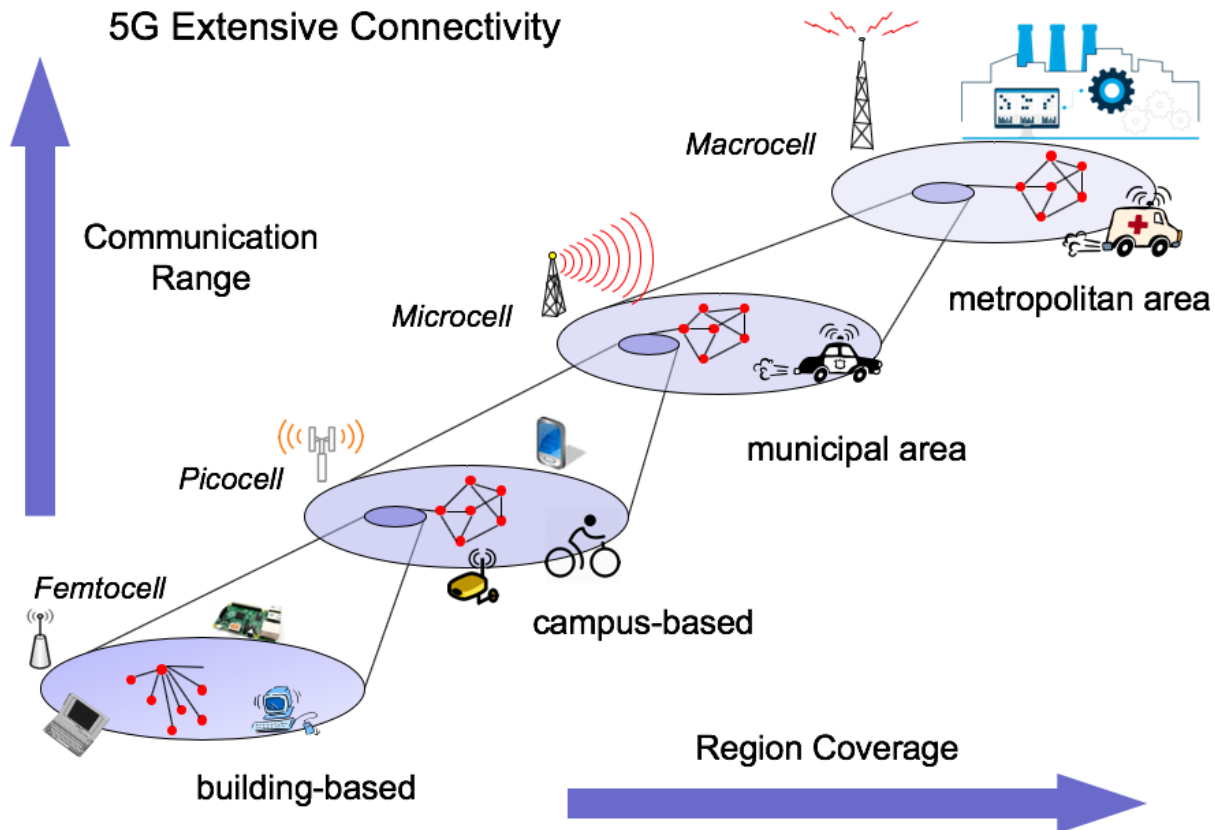 5G Extensive Connectivity
Macrocell
Communication
Range
metropolitan area
Microcell
municipal area
Picocell
Femtocell
campus-based
Region Coverage
building-based